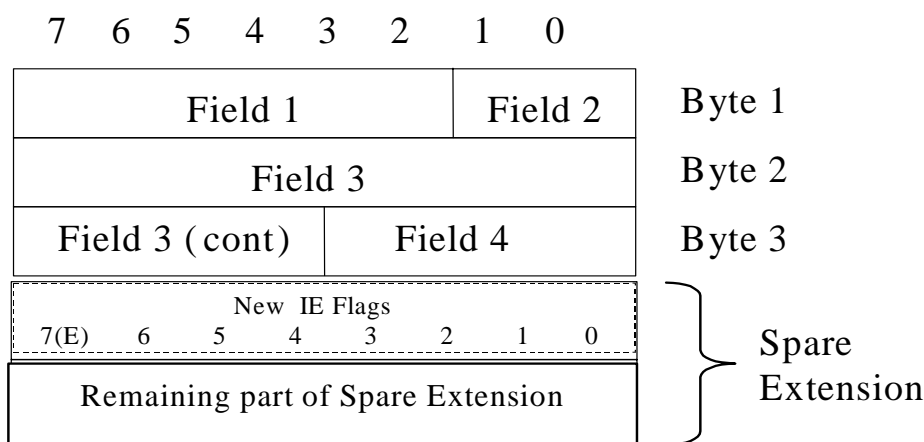 7 6 5 4 3 2 1 0
Field 1 Field 2 Byte 1
Field 3 Byte 2
Field 3 (cont) Field 4 Byte 3
New IE Flags
7(E) 6 5 4 3 2 1 0
Remaining part of Spare Extension
Spare
Extension